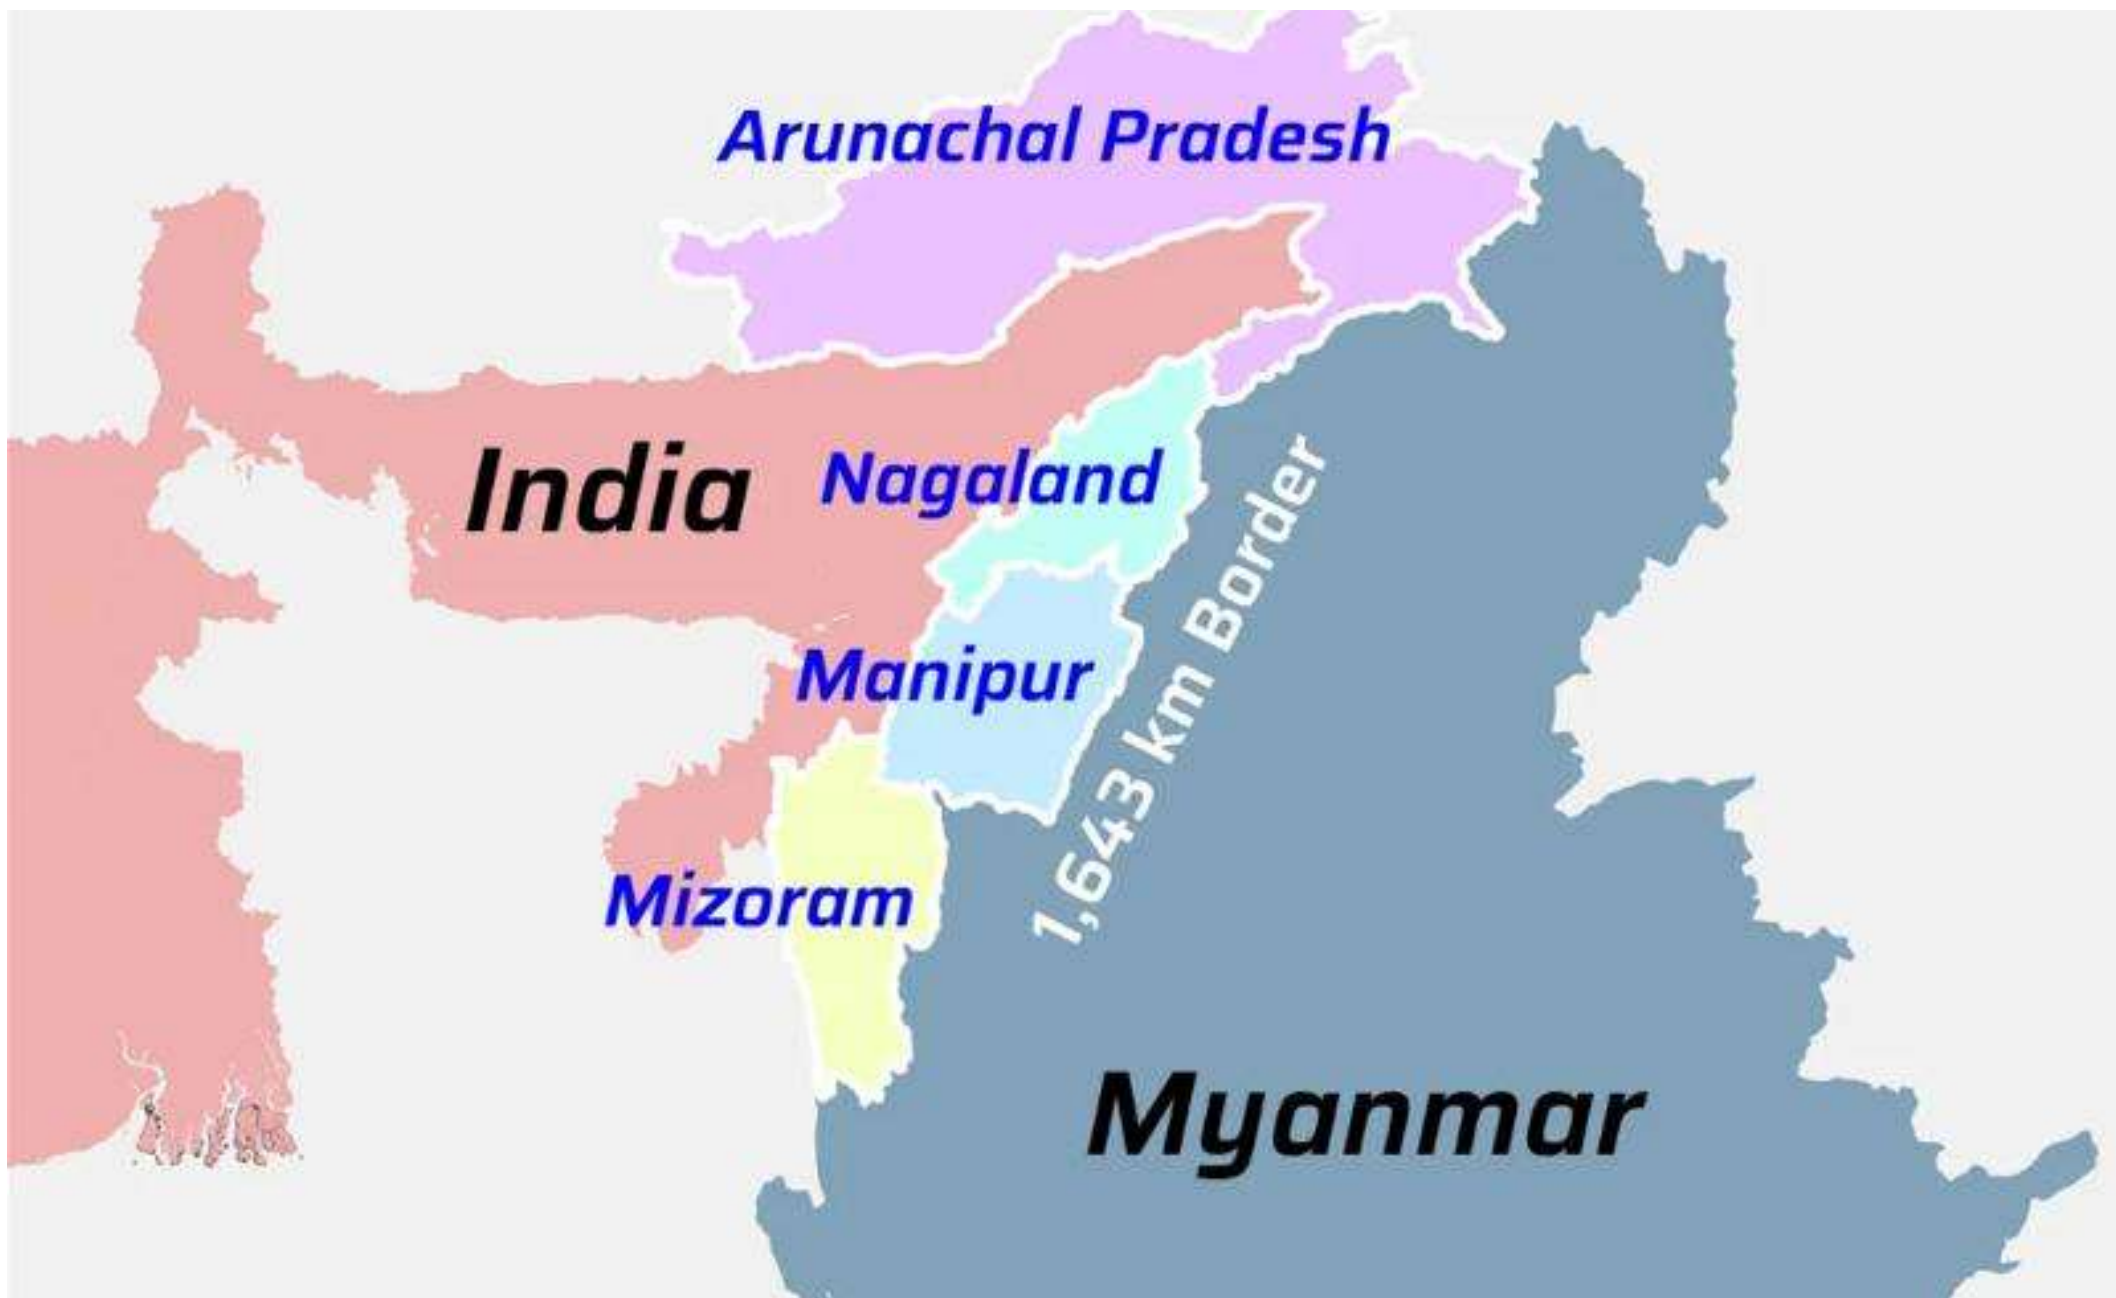 Arunachal Pradesh
India
Nagaland
Manipur
1,643 km Border
Mizoram
Myanmar